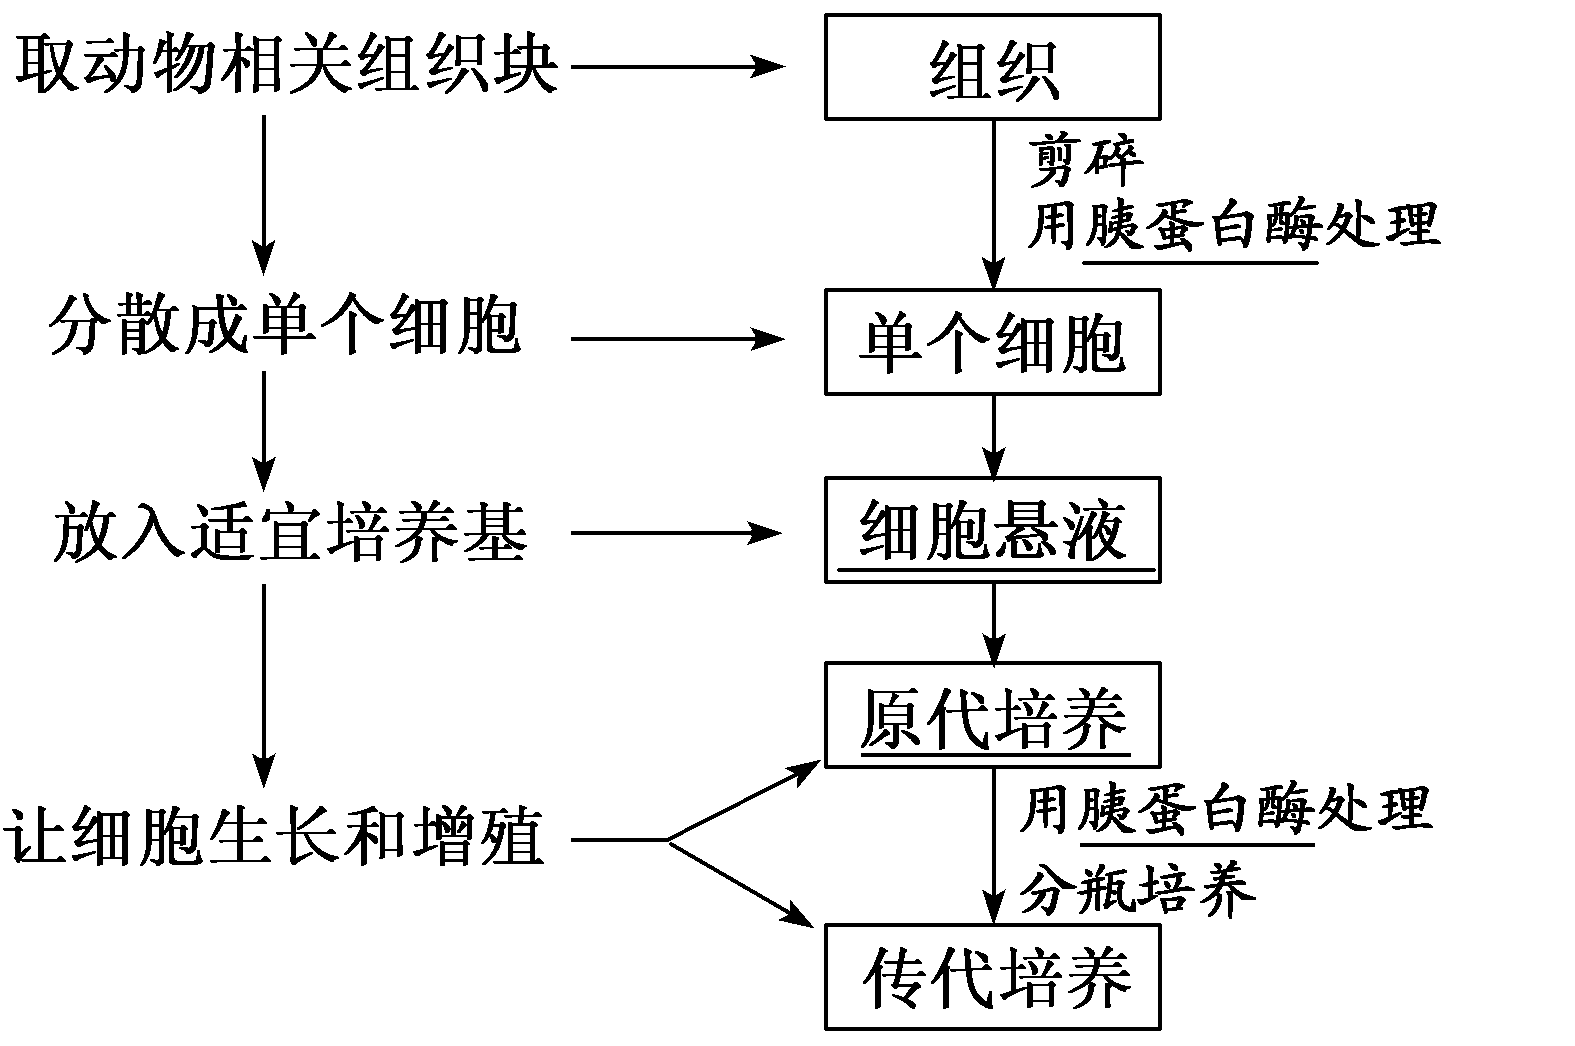 取动物相关组织块
组织
剪碎
用胰蛋白酶处理
分散成单个细胞
单个细胞
放入适宜培养基
细胞悬液
原代培养
让细胞生长和增殖
用胰蛋白酶处理
分瓶培养
传代培养